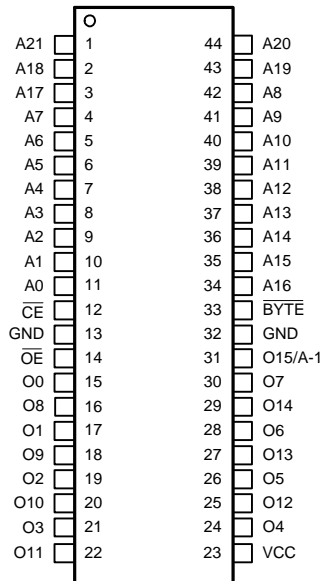 A21 1 44 A20
A18 2 43 A19
A17 3 42 A8
A7 4 41 A9
A6 5 40 A10
A5 6 39 A11
A4 7 38 A12
A3 8 37 A13
A2 9 36 A14
A1 10 35 A15
A0 11 34 A16
CE 12 33 BYTE
GND 13 32 GND
OE 14 31 O15/A-1
O0 15 30 O7
O8 16 29 O14
O1 17 28 O6
O9 18 27 O13
O2 19 26 O5
O10 20 25 O12
O3 21 24 O4
O11 22 23 VCC